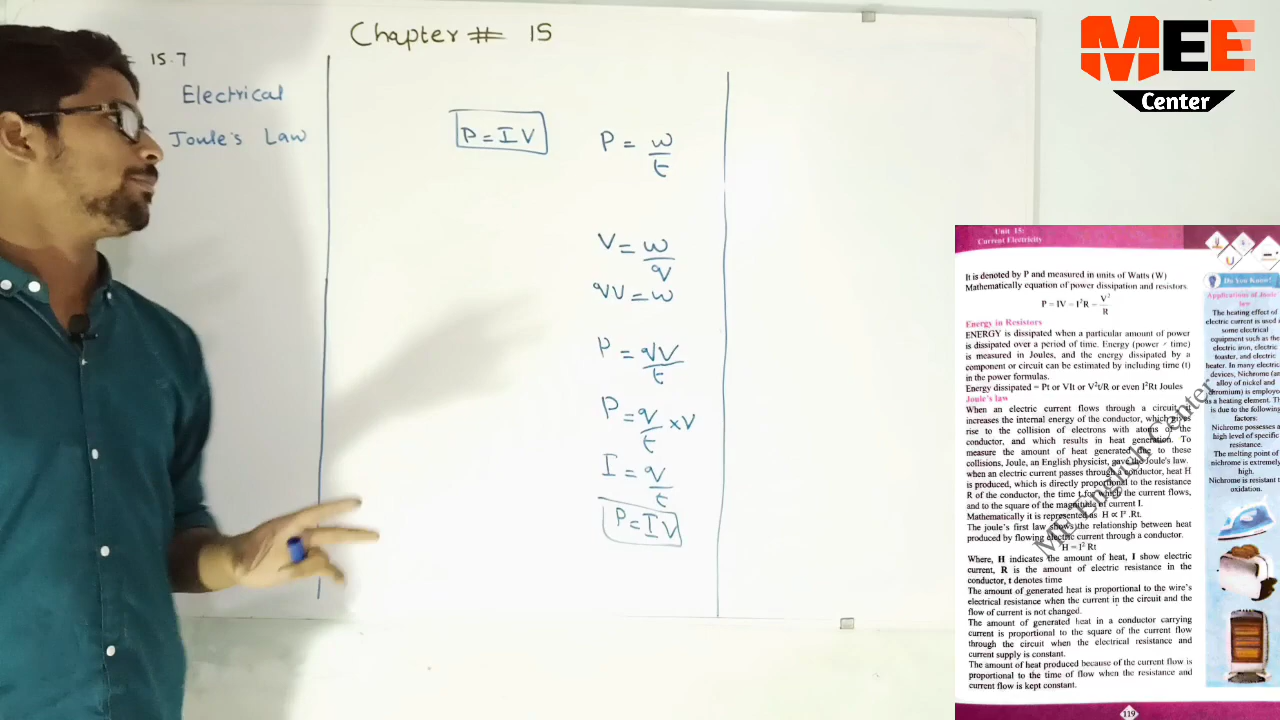 Chapter # 15
15.7
Electrical
Joule's Law
P = IV
P = w/t
V = w/q
qV = w
P = qV/t
P = q/t × V
I = q/t
P = IV
MEE
Center
Unit 15:
Current Electricity
It is denoted by P and measured in units of Watts (W)
Mathematically equation of power dissipation and resistors.
P = IV = I²R = V²/R
Energy in Resistors
ENERGY is dissipated when a particular amount of power
is dissipated over a period of time. Energy (power × time)
is measured in Joules, and the energy dissipated by a
component or circuit can be estimated by including time (t)
in the power formulas.
Energy dissipated = Pt or VIt or V²t/R or even I²Rt Joules
Joule's law
When an electric current flows through a circuit, it
increases the internal energy of the conductor, which gives
rise to the collision of electrons with atoms of the
conductor, and which results in heat generation. To
measure the amount of heat generated due to these
collisions, Joule, an English physicist, gave the Joule's law.
when an electric current passes through a conductor, heat H
is produced, which is directly proportional to the resistance
R of the conductor, the time t for which the current flows,
and to the square of the magnitude of current I.
Mathematically it is represented as H ∝ I² .Rt.
The joule's first law shows the relationship between heat
produced by flowing electric current through a conductor.
H = I² Rt
Where, H indicates the amount of heat, I show electric
current, R is the amount of electric resistance in the
conductor, t denotes time
The amount of generated heat is proportional to the wire's
electrical resistance when the current in the circuit and the
flow of current is not changed.
The amount of generated heat in a conductor carrying
current is proportional to the square of the current flow
through the circuit when the electrical resistance and
current supply is constant.
The amount of heat produced because of the current flow is
proportional to the time of flow when the resistance and
current flow is kept constant.
119
Do You Know!
Applications of Joule
law
The heating effect of
electric current is used
some electrical
equipment such as the
electric iron, electric
toaster, and electric
heater. In many electric
devices, Nichrome (an
alloy of nickel and
chromium) is employ
as a heating element. Th
is due to the following
factors:
Nichrome possesses a
high level of specific
resistance.
The melting point of
nichrome is extremely
high.
Nichrome is resistant t
oxidation.
MEE English Center